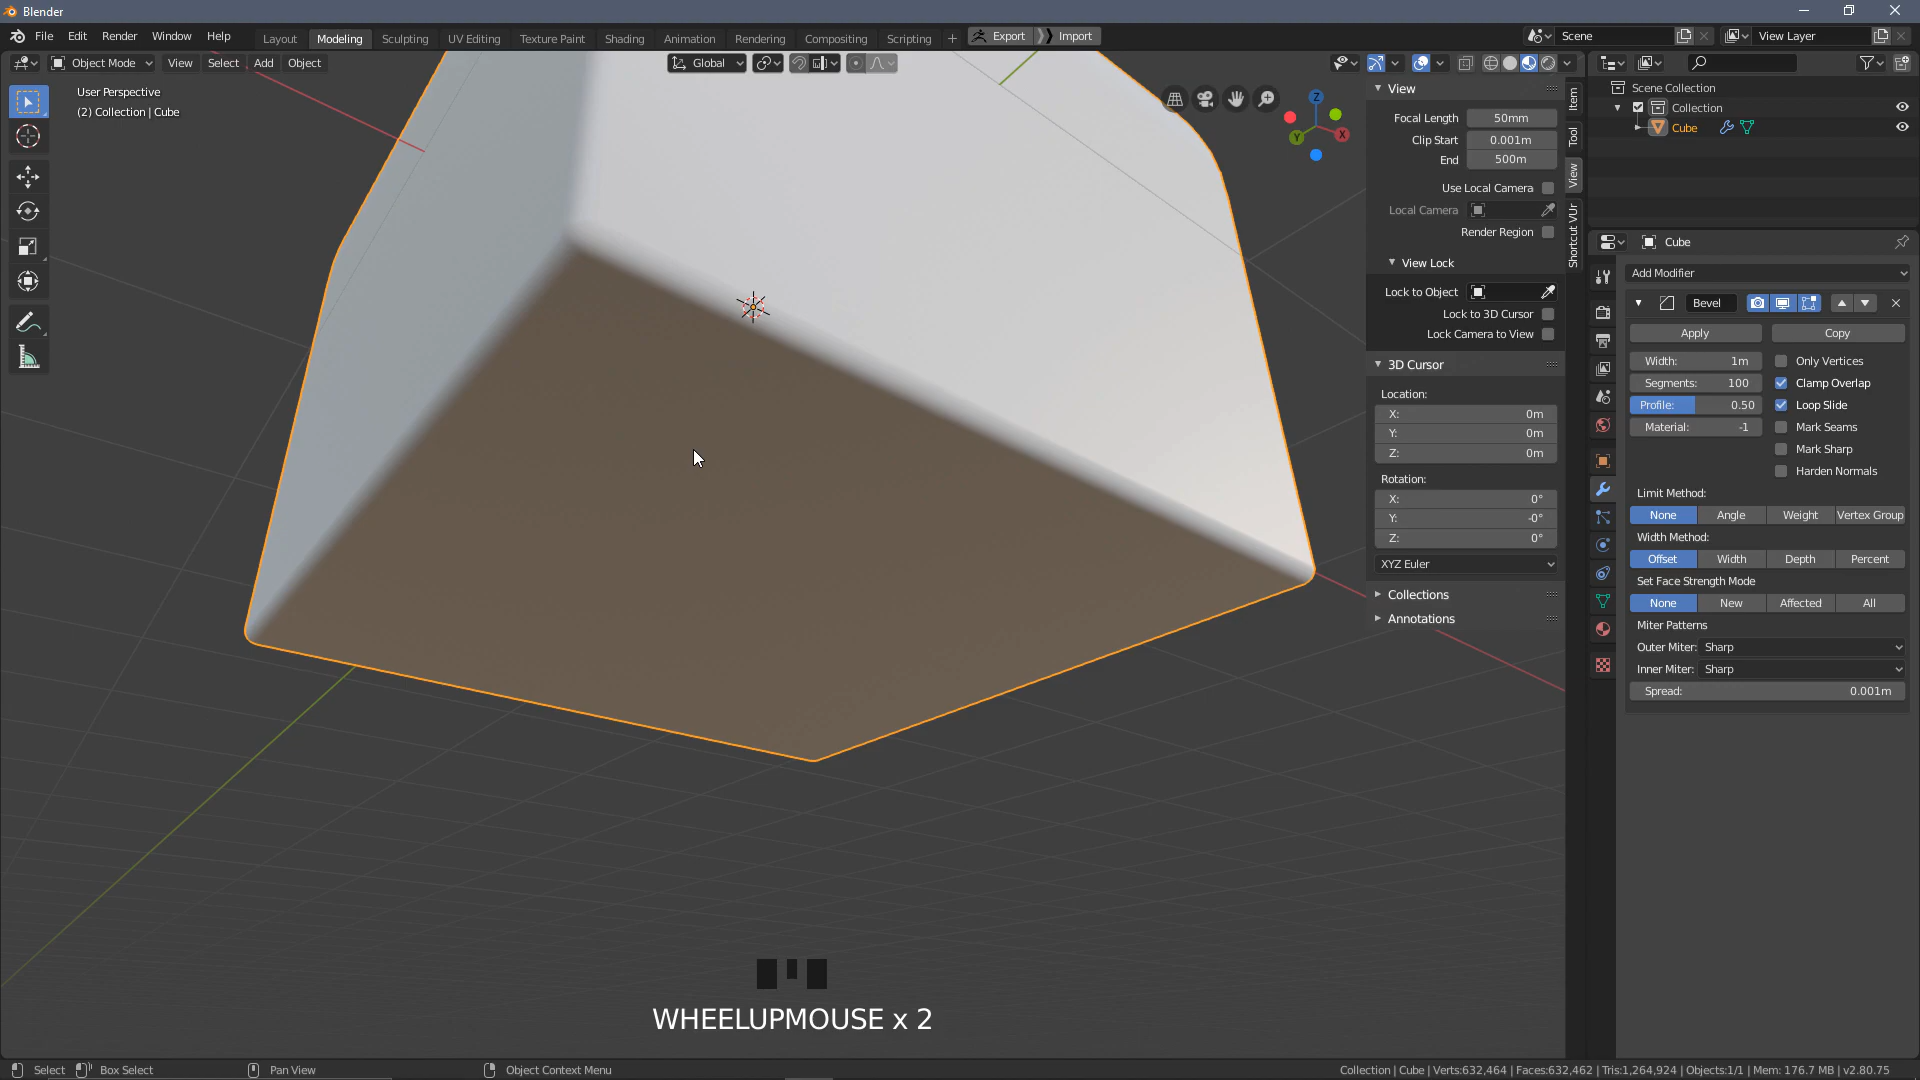 Blender
File Edit Render Window Help
Layout Modeling Sculpting UV Editing Texture Paint Shading Animation Rendering Compositing Scripting
Export Import
Scene
View Layer
Object Mode View Select Add Object
Global
User Perspective
(2) Collection | Cube
Z
X
Y
View
Focal Length 50mm
Clip Start 0.001m
End 500m
Use Local Camera
Local Camera
Render Region
View Lock
Lock to Object
Lock to 3D Cursor
Lock Camera to View
3D Cursor
Location:
X: 0m
Y: 0m
Z: 0m
Rotation:
X: 0°
Y: -0°
Z: 0°
XYZ Euler
Collections
Annotations
Item
Tool
View
Shortcut VUr
Scene Collection
Collection
Cube
Cube
Add Modifier
Bevel
Apply Copy
Width: 1m Only Vertices
Segments: 100 Clamp Overlap
Profile: 0.50 Loop Slide
Material: -1 Mark Seams
Mark Sharp
Harden Normals
Limit Method:
None Angle Weight Vertex Group
Width Method:
Offset Width Depth Percent
Set Face Strength Mode
None New Affected All
Miter Patterns
Outer Miter: Sharp
Inner Miter: Sharp
Spread: 0.001m
WHEELUPMOUSE x 2
Select Box Select Pan View Object Context Menu
Collection | Cube | Verts:632,464 | Faces:632,462 | Tris:1,264,924 | Objects:1/1 | Mem: 176.7 MB | v2.80.75